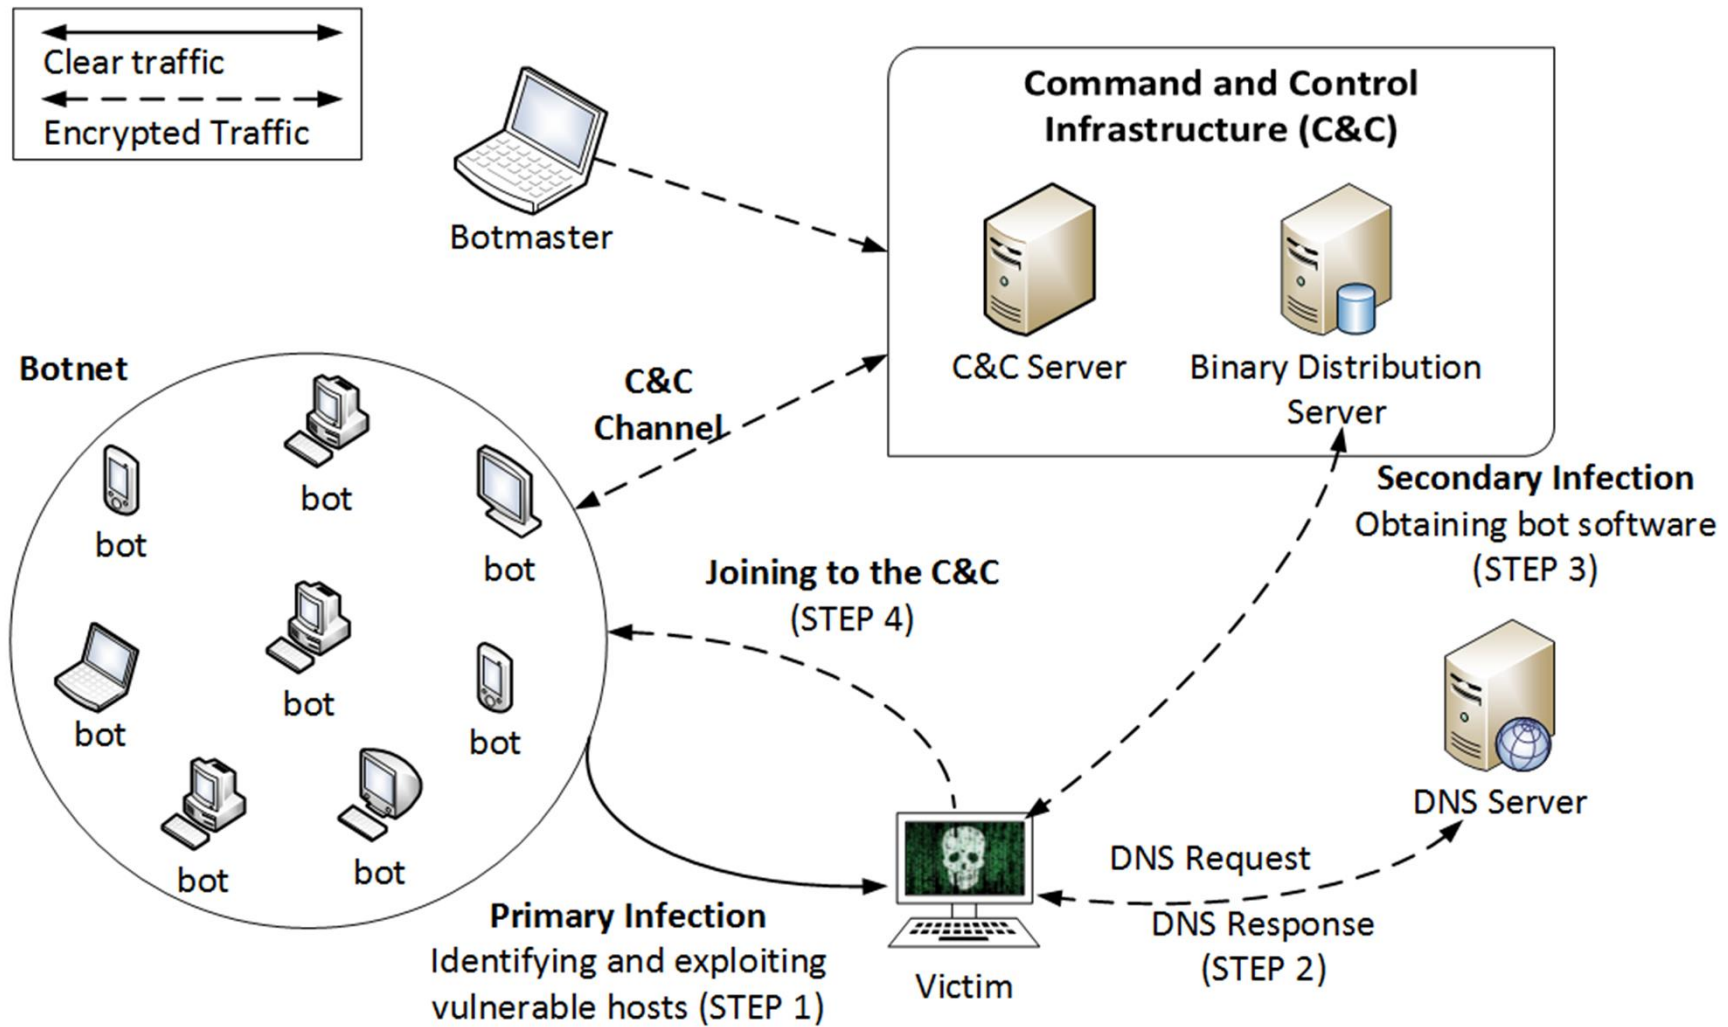 Clear traffic
Encrypted Traffic
Botmaster
Command and Control
Infrastructure (C&C)
C&C Server
Binary Distribution
Server
Botnet
C&C
Channel
bot
bot
bot
bot
bot
bot
bot
bot
Joining to the C&C
(STEP 4)
Secondary Infection
Obtaining bot software
(STEP 3)
DNS Server
DNS Request
DNS Response
(STEP 2)
Primary Infection
Identifying and exploiting
vulnerable hosts (STEP 1)
Victim